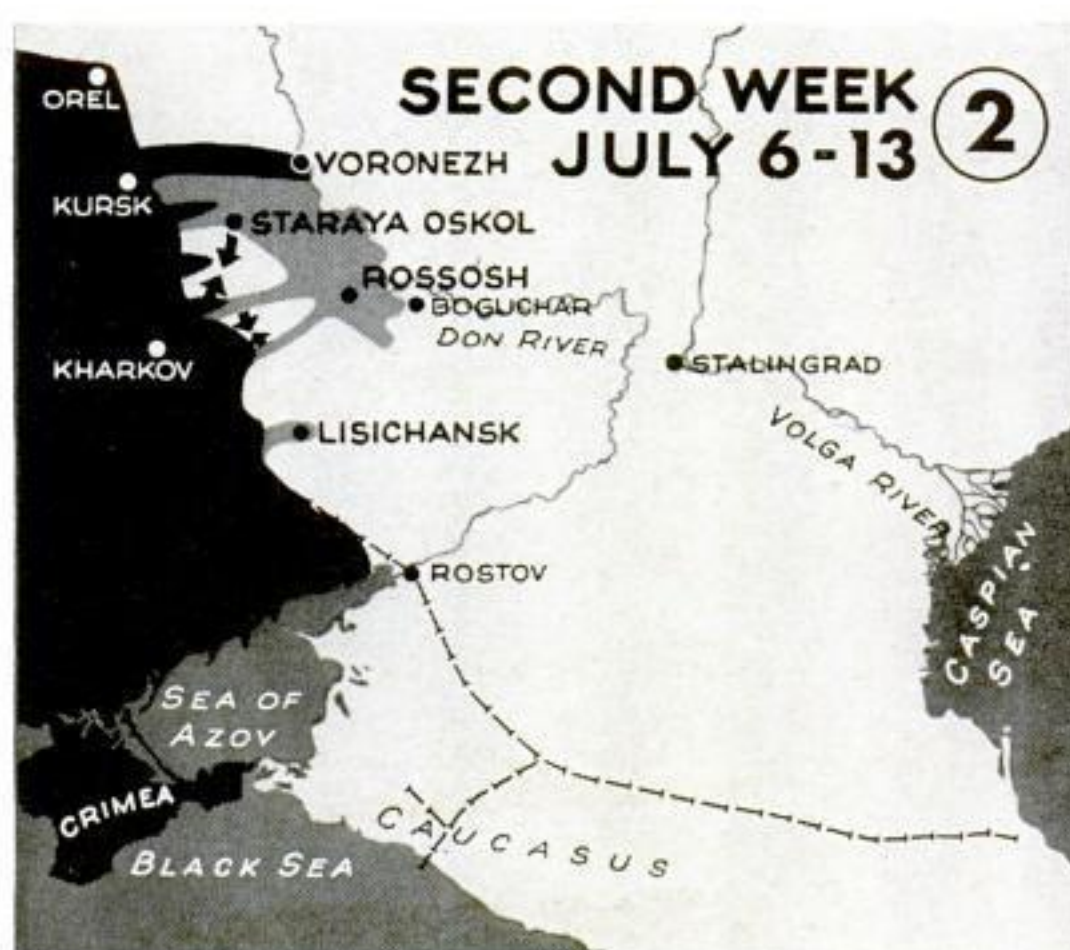 SECOND WEEK
JULY 6-13
2
OREL
VORONEZH
KURSK
STARAYA OSKOL
ROSSOSH
BOGUCHAR
DON RIVER
KHARKOV
STALINGRAD
LISICHANSK
VOLGA RIVER
ROSTOV
CASPIAN
SEA
SEA OF
AZOV
CRIMEA
CAUCASUS
BLACK SEA